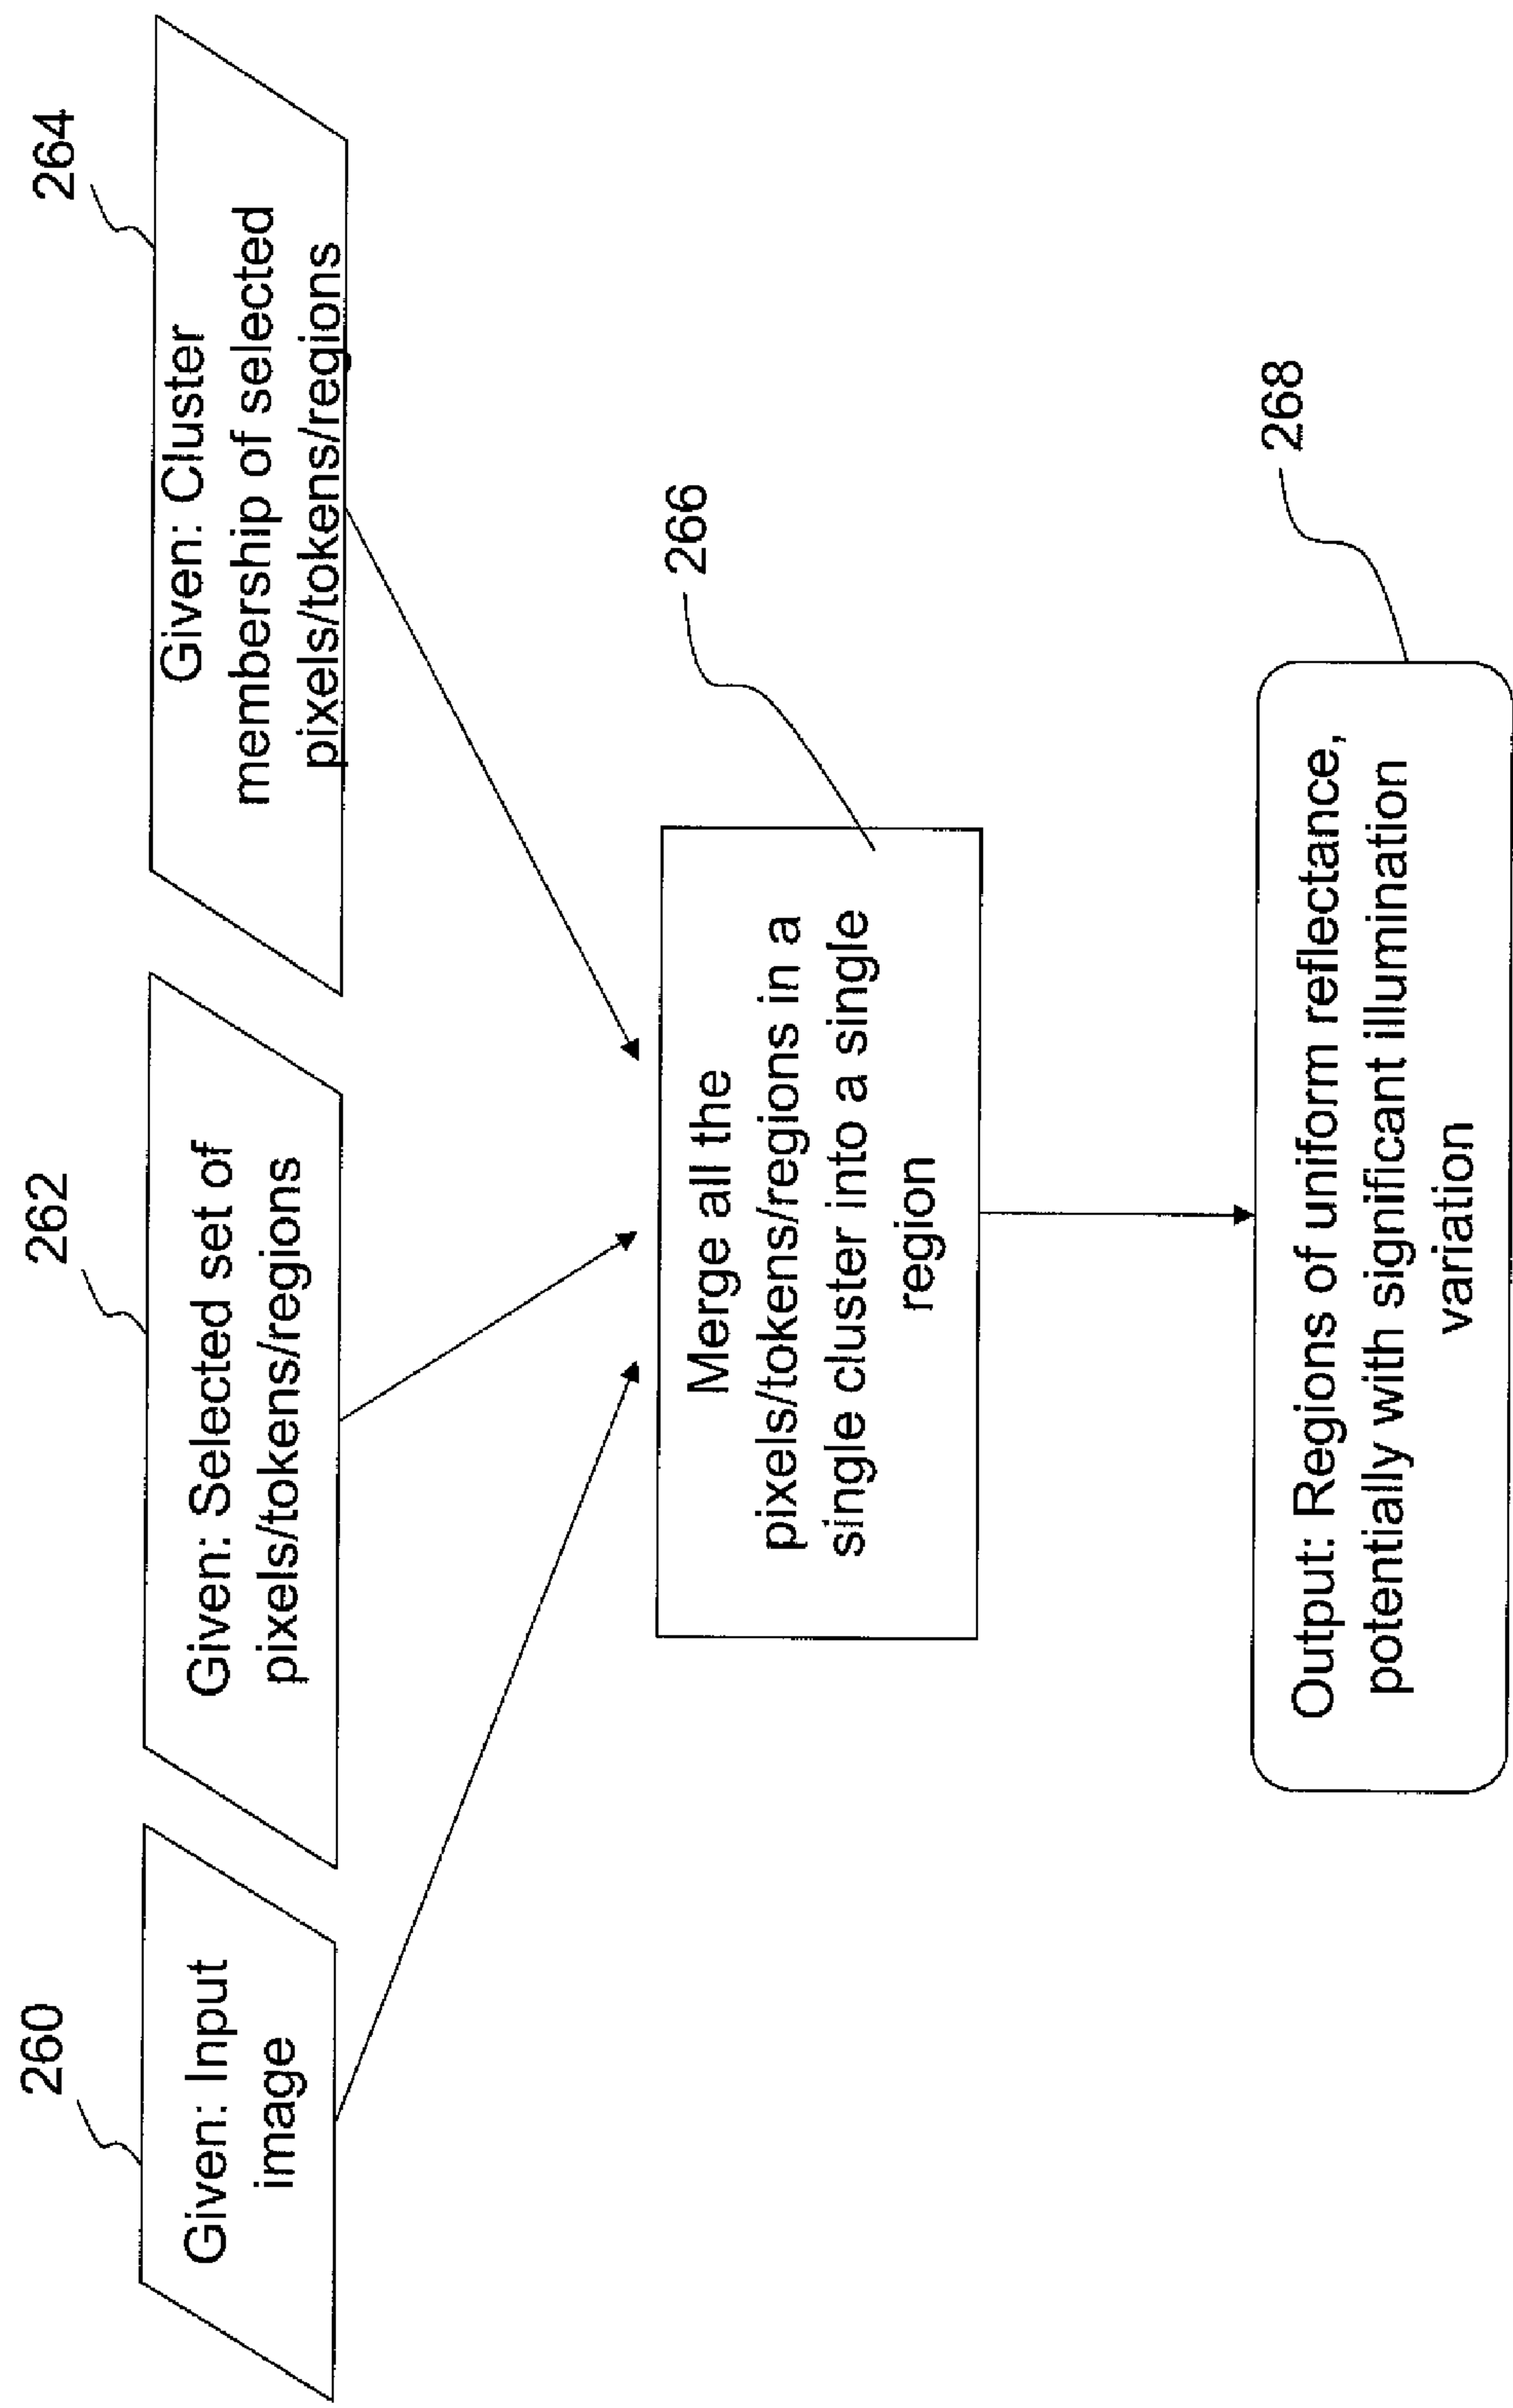 260
Given: Input
image
262
Given: Selected set of
pixels/tokens/regions
264
Given: Cluster
membership of selected
pixels/tokens/regions
266
Merge all the
pixels/tokens/regions in a
single cluster into a single
region
268
Output: Regions of uniform reflectance,
potentially with significant illumination
variation